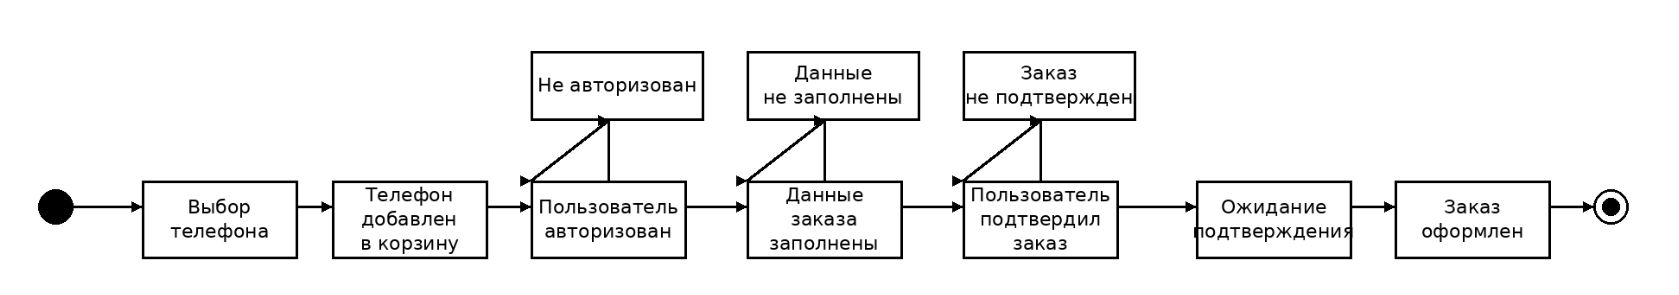 Не авторизован
Данные
не заполнены
Заказ
не подтвержден
Выбор
телефона
Телефон
добавлен
в корзину
Пользователь
авторизован
Данные
заказа
заполнены
Пользователь
подтвердил
заказ
Ожидание
подтверждения
Заказ
оформлен